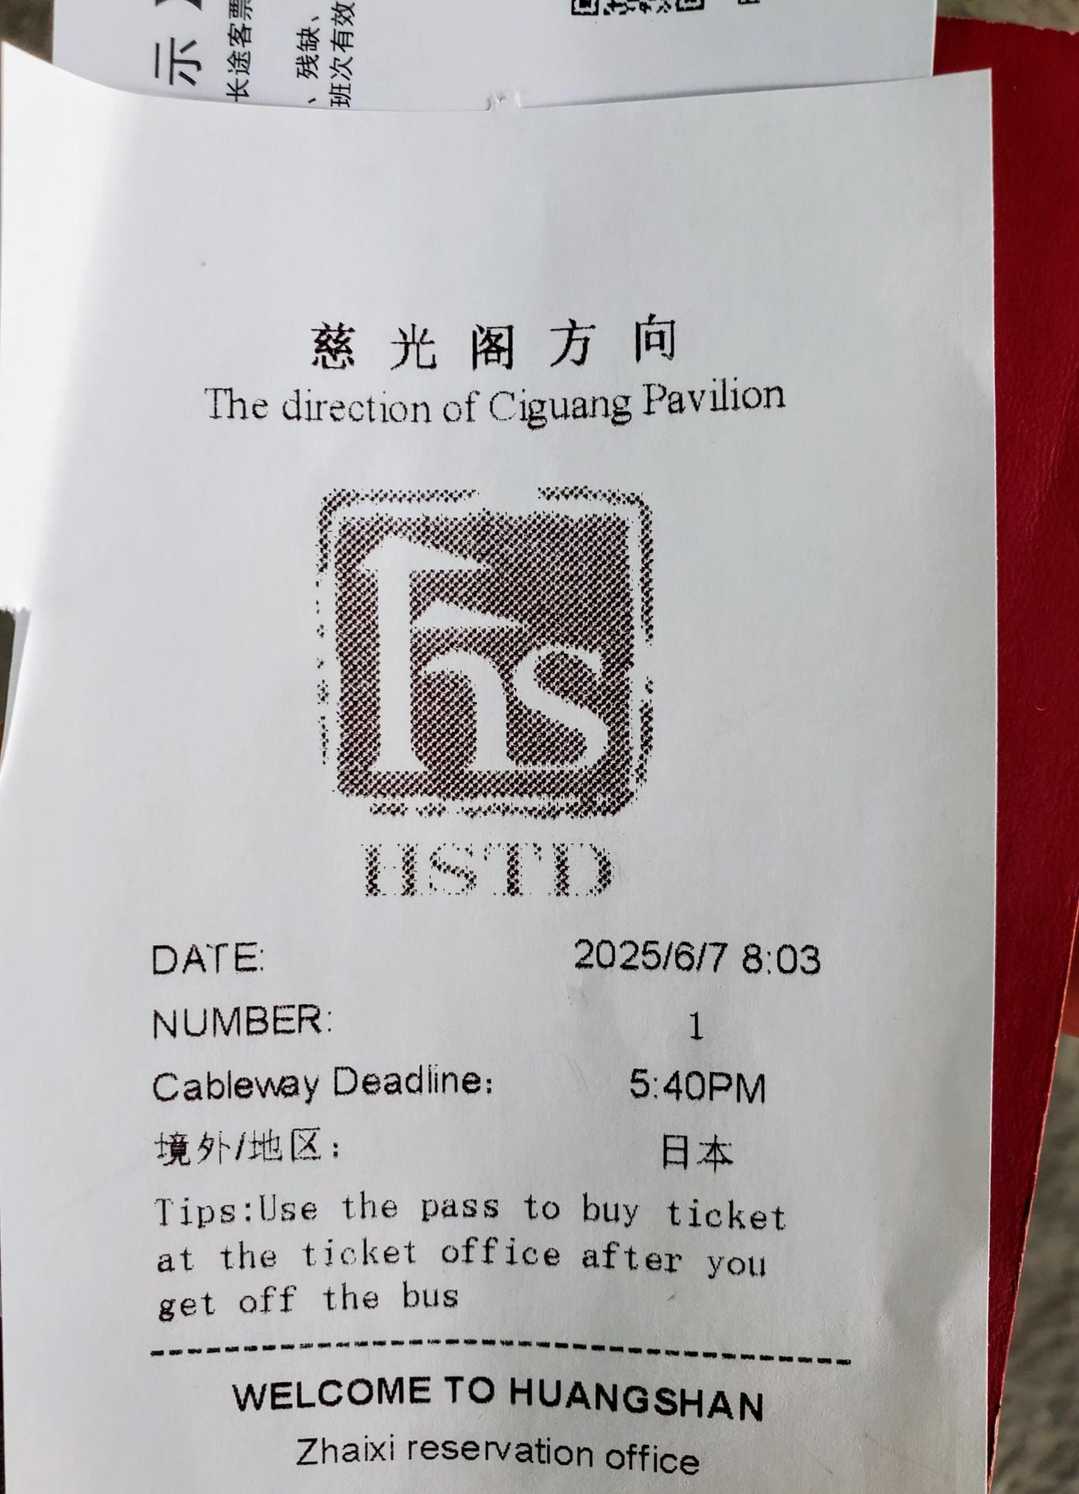 示
长途客票
、残缺、
班次有效
慈光阁方向
The direction of Ciguang Pavilion
hs
HSTD
DATE: 2025/6/7 8:03
NUMBER: 1
Cableway Deadline: 5:40PM
境外/地区: 日本
Tips:Use the pass to buy ticket
at the ticket office after you
get off the bus
WELCOME TO HUANGSHAN
Zhaixi reservation office